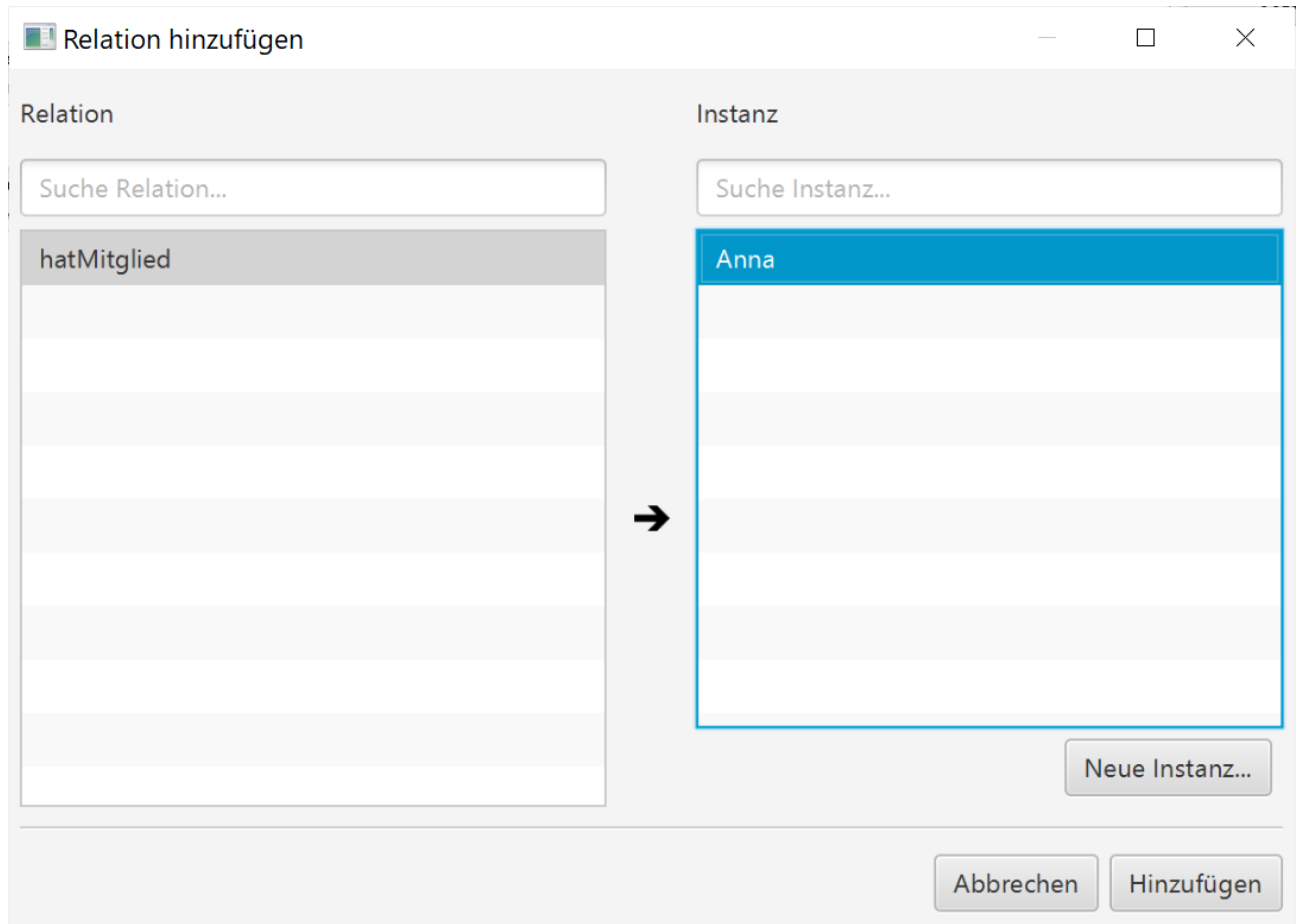 Relation hinzufügen
Relation
Instanz
Suche Relation...
Suche Instanz...
hatMitglied
Anna
Neue Instanz...
Abbrechen
Hinzufügen